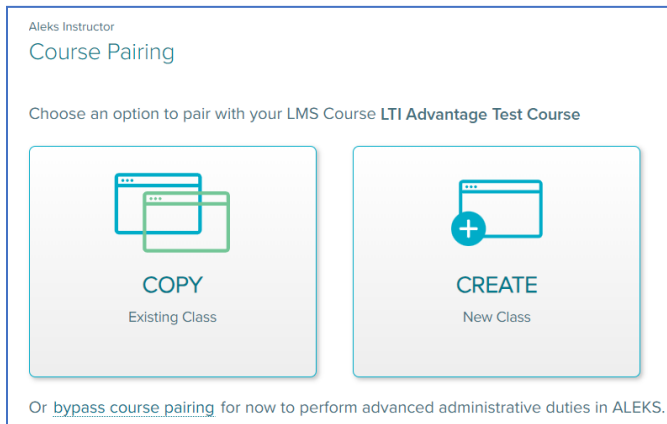 Aleks Instructor
Course Pairing
Choose an option to pair with your LMS Course LTI Advantage Test Course
COPY
Existing Class
CREATE
New Class
Or bypass course pairing for now to perform advanced administrative duties in ALEKS.